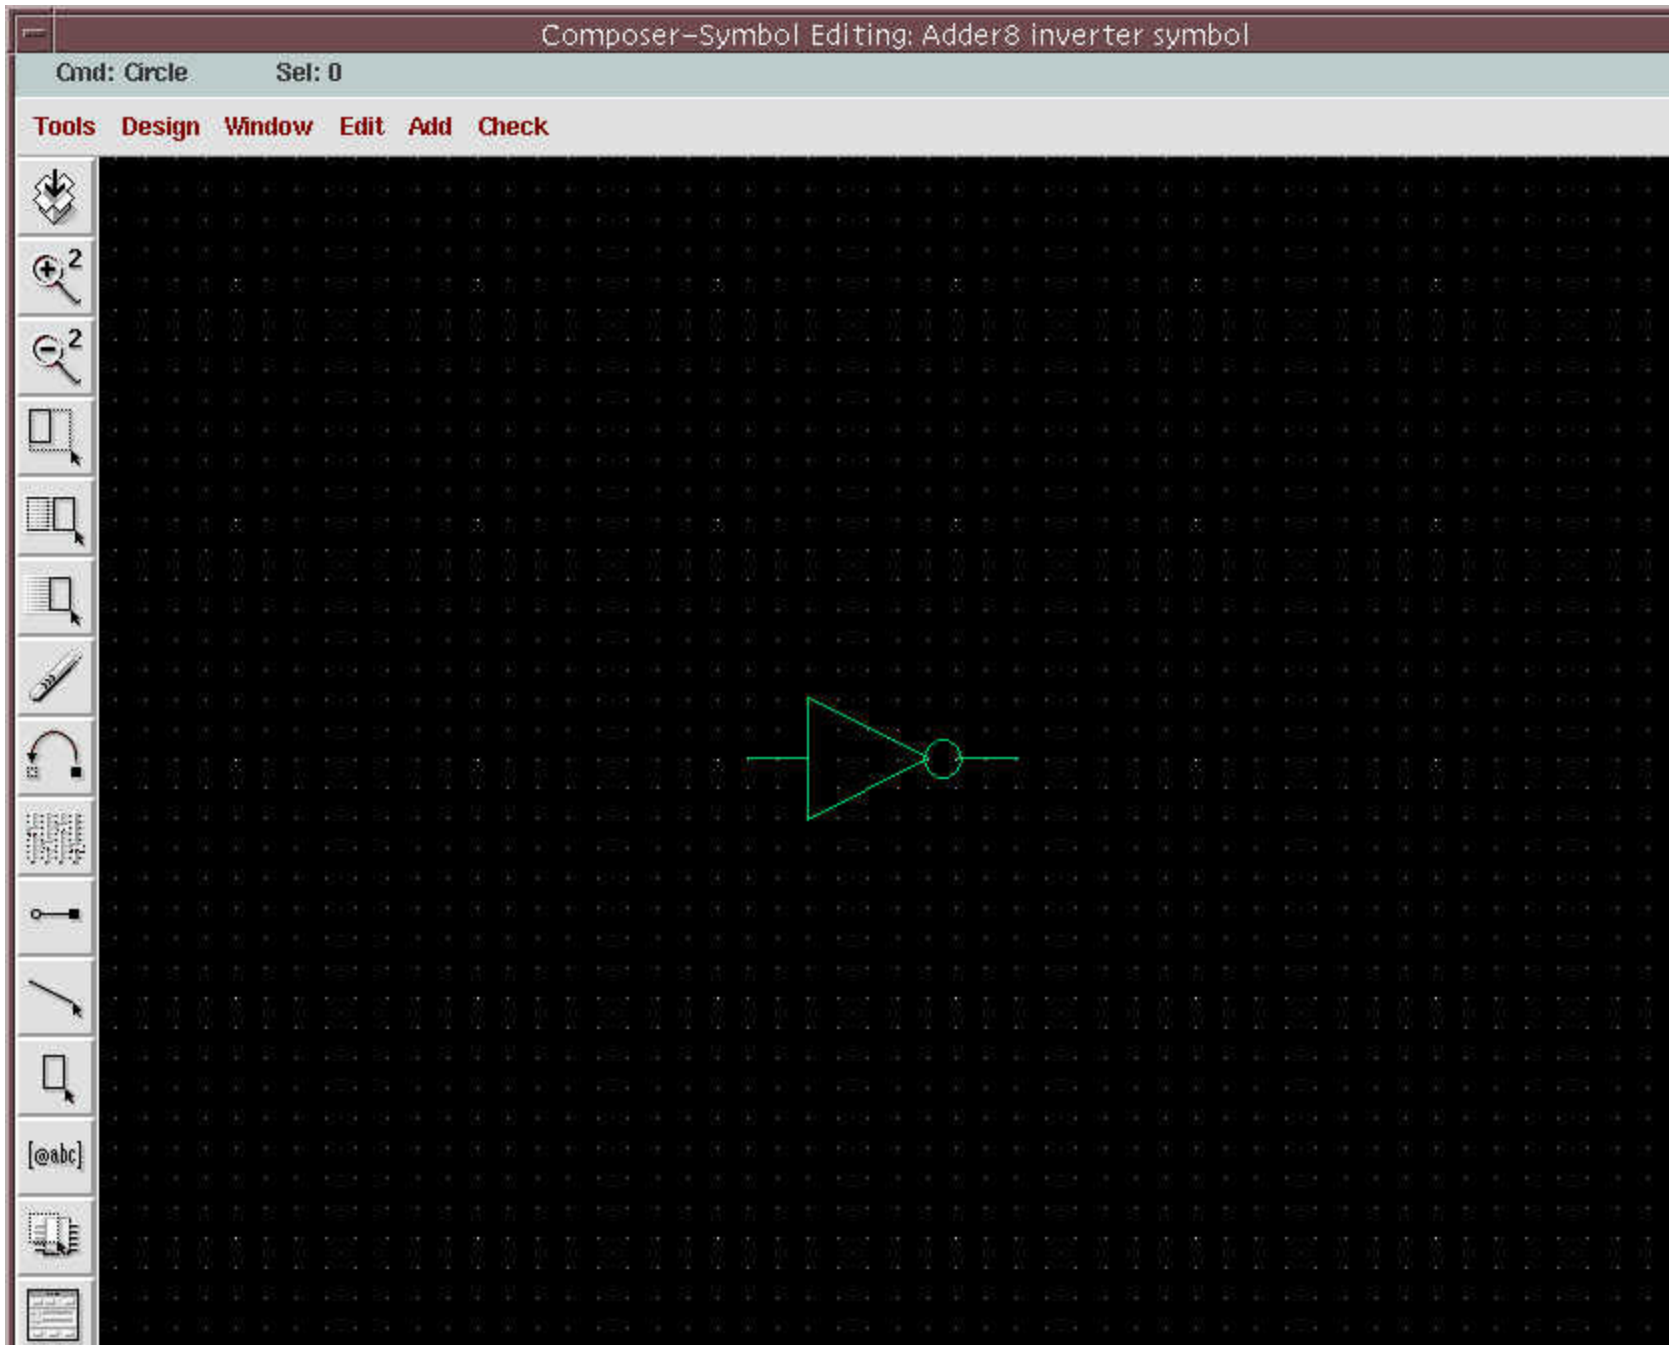 Composer-Symbol Editing: Adder8 inverter symbol
Cmd: Circle Sel: 0
Tools Design Window Edit Add Check
2
2
[@abc]